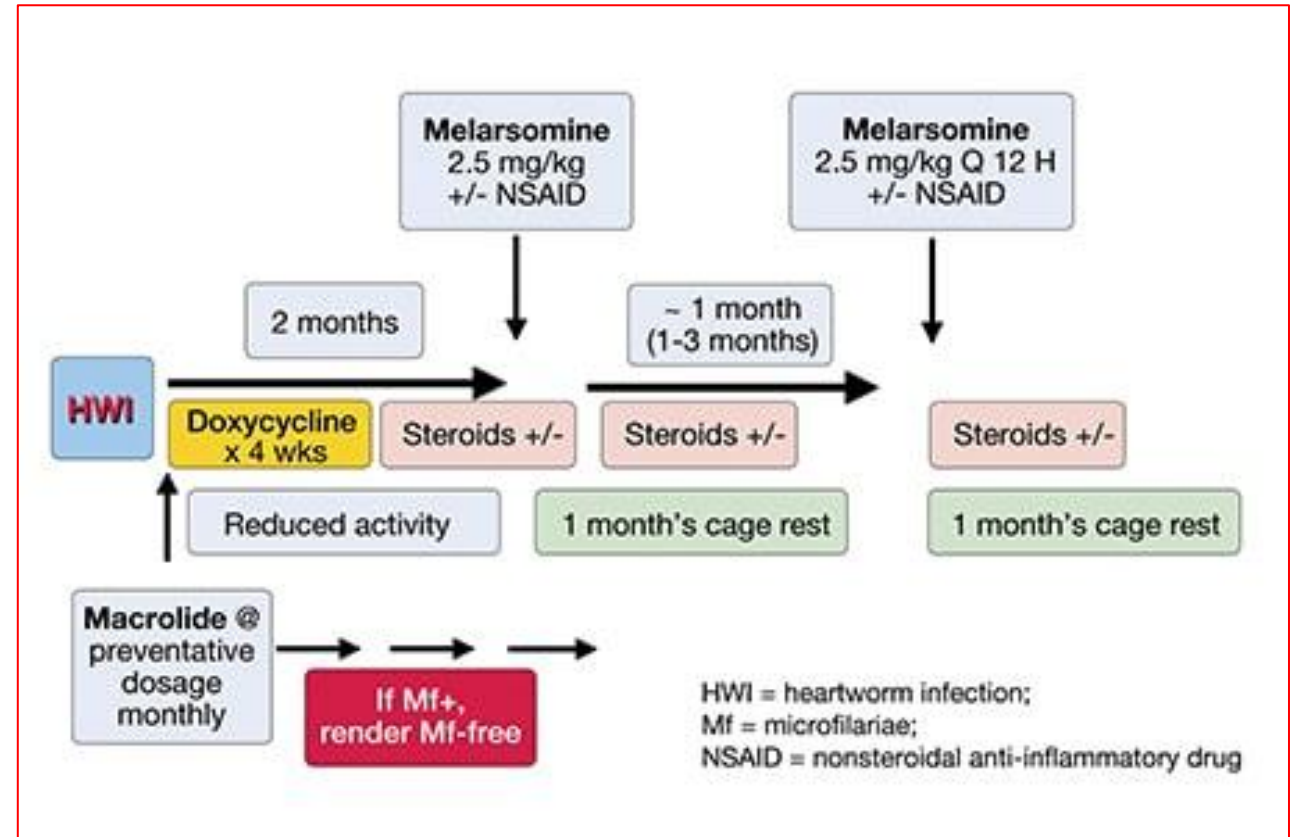 Melarsomine
2.5 mg/kg
+/- NSAID
Melarsomine
2.5 mg/kg Q 12 H
+/- NSAID
2 months
~ 1 month
(1-3 months)
HWI
Doxycycline
x 4 wks
Steroids +/-
Steroids +/-
Steroids +/-
Reduced activity
1 month's cage rest
1 month's cage rest
Macrolide @
preventative
dosage
monthly
If Mf+,
render Mf-free
HWI = heartworm infection;
Mf = microfilariae;
NSAID = nonsteroidal anti-inflammatory drug